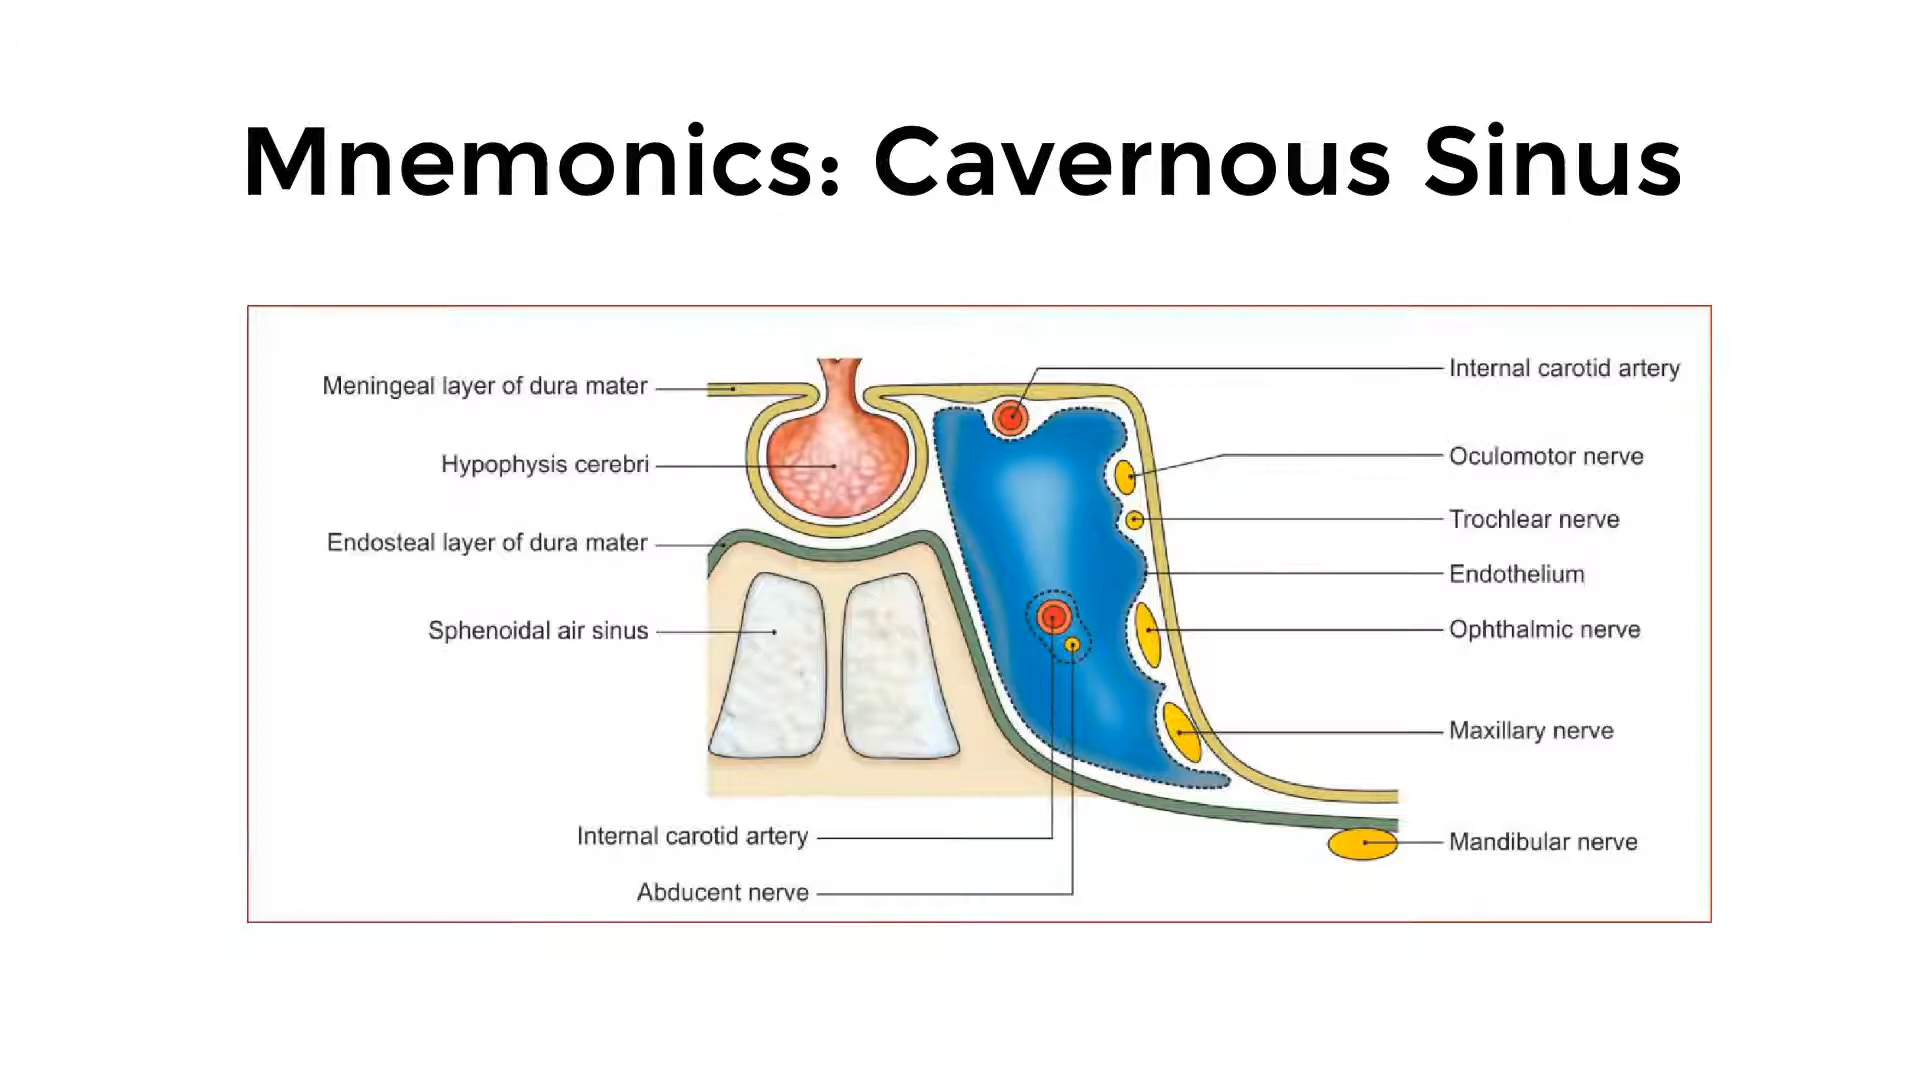 Mnemonics: Cavernous Sinus
Meningeal layer of dura mater
Hypophysis cerebri
Endosteal layer of dura mater
Sphenoidal air sinus
Internal carotid artery
Abducent nerve
Internal carotid artery
Oculomotor nerve
Trochlear nerve
Endothelium
Ophthalmic nerve
Maxillary nerve
Mandibular nerve